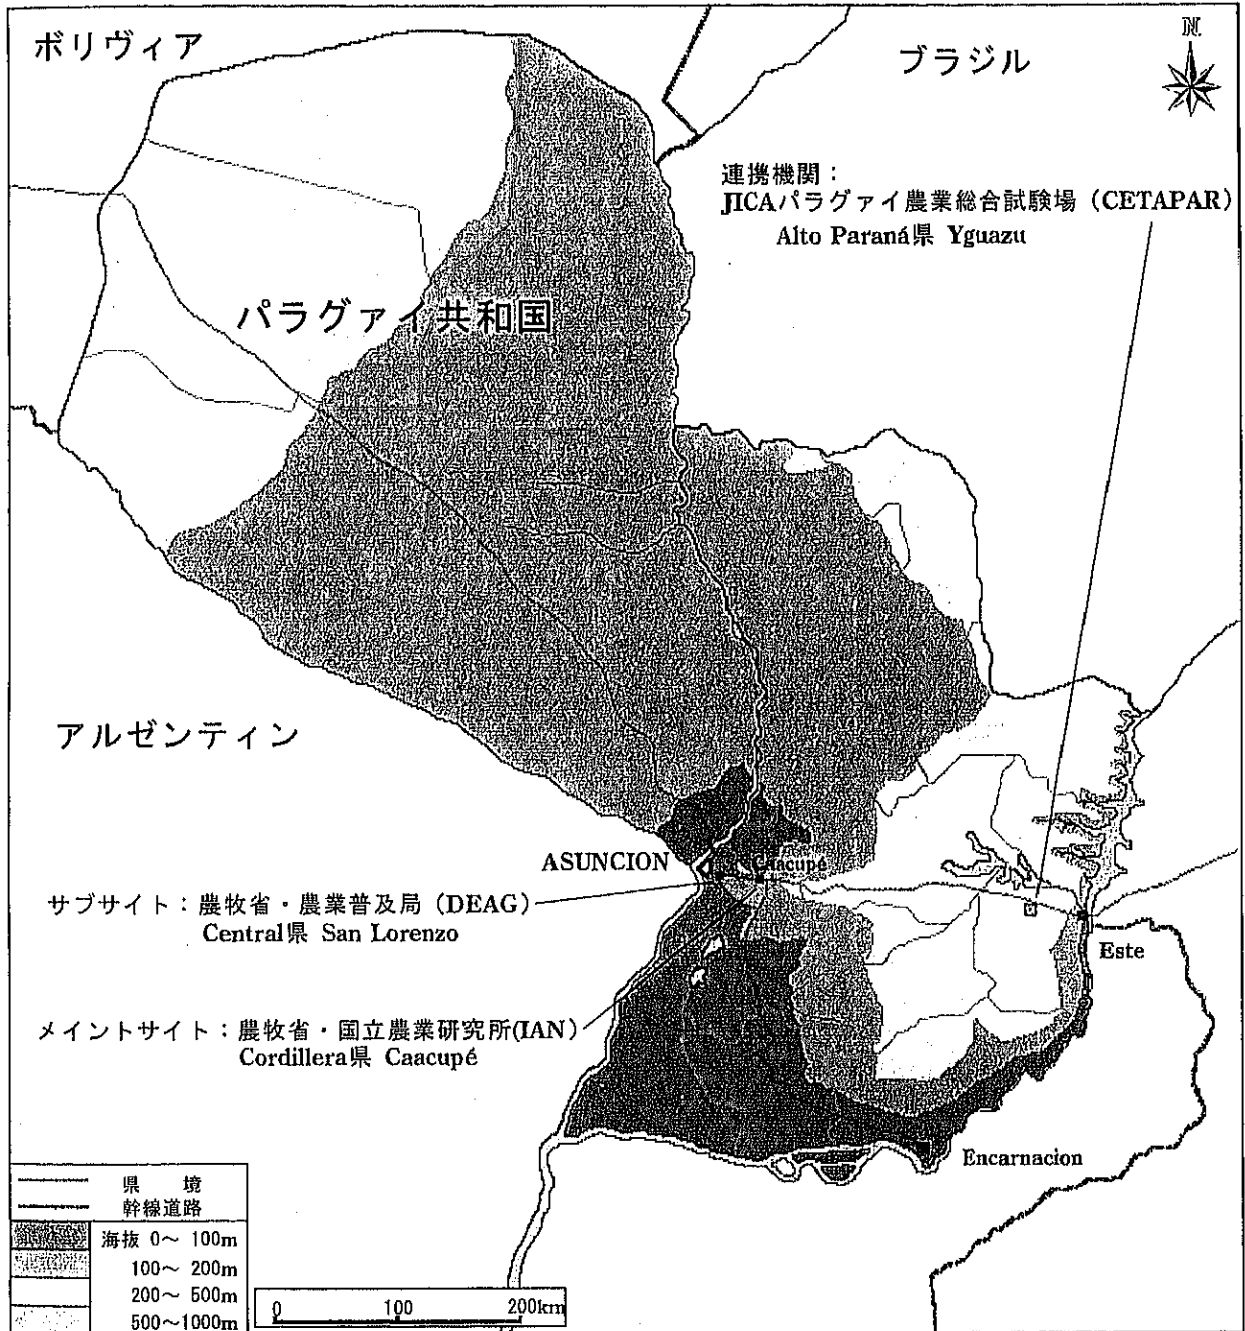 ボリヴィア
ブラジル
N
連携機関：
JICAパラグァイ農業総合試験場（CETAPAR）
Alto Paraná県 Yguazu
パラグァイ共和国
アルゼンティン
ASUNCION
Caacupé
サブサイト：農牧省・農業普及局（DEAG）
Central県 San Lorenzo
Este
メイントサイト：農牧省・国立農業研究所(IAN)
Cordillera県 Caacupé
Encarnacion
県　境
幹線道路
海抜 0～ 100m
100～ 200m
200～ 500m
500～1000m
0 100 200km